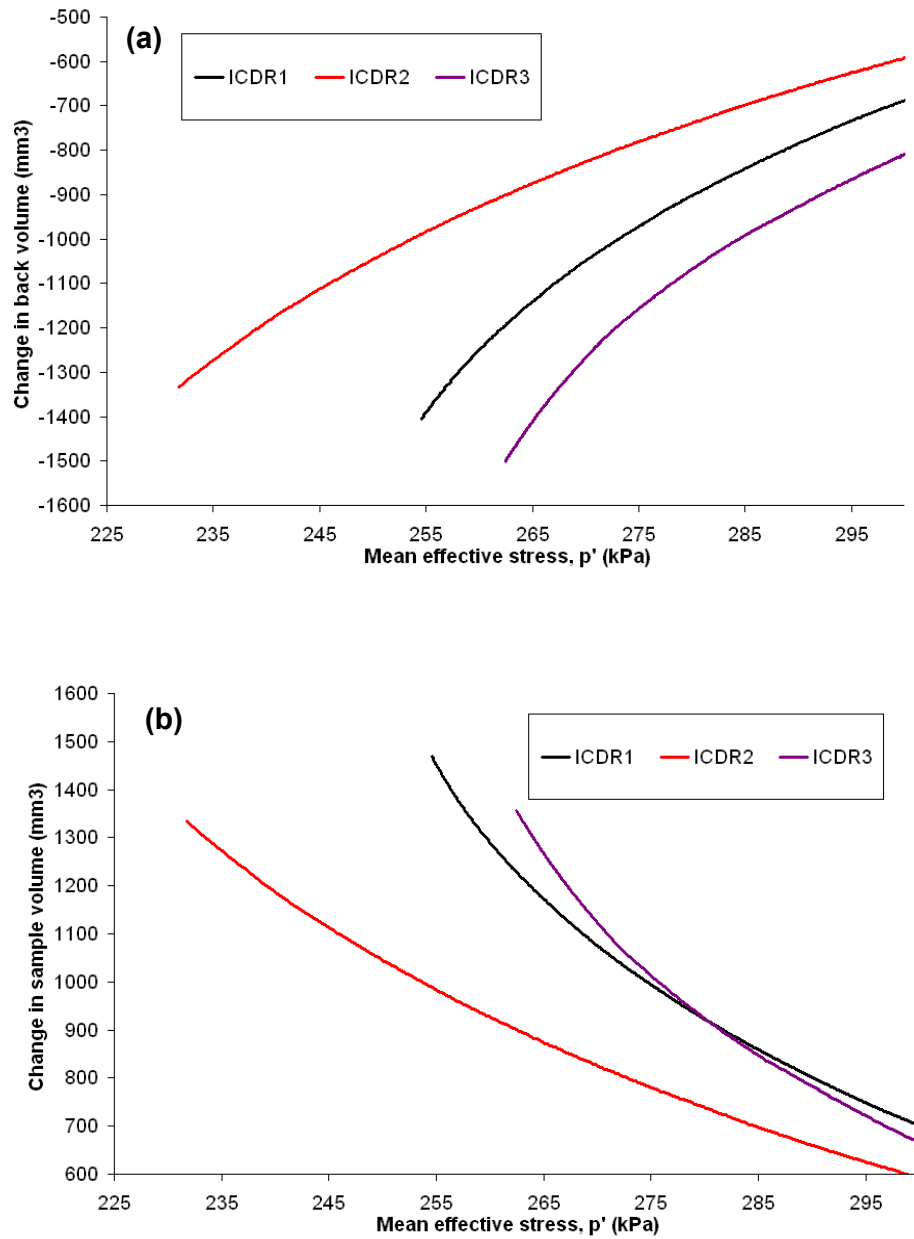 (a)
ICDR1 ICDR2 ICDR3
Change in back volume (mm3)
-500
-600
-700
-800
-900
-1000
-1100
-1200
-1300
-1400
-1500
-1600
225 235 245 255 265 275 285 295
Mean effective stress, p' (kPa)
(b)
ICDR1 ICDR2 ICDR3
Change in sample volume (mm3)
1600
1500
1400
1300
1200
1100
1000
900
800
700
600
225 235 245 255 265 275 285 295
Mean effective stress, p' (kPa)